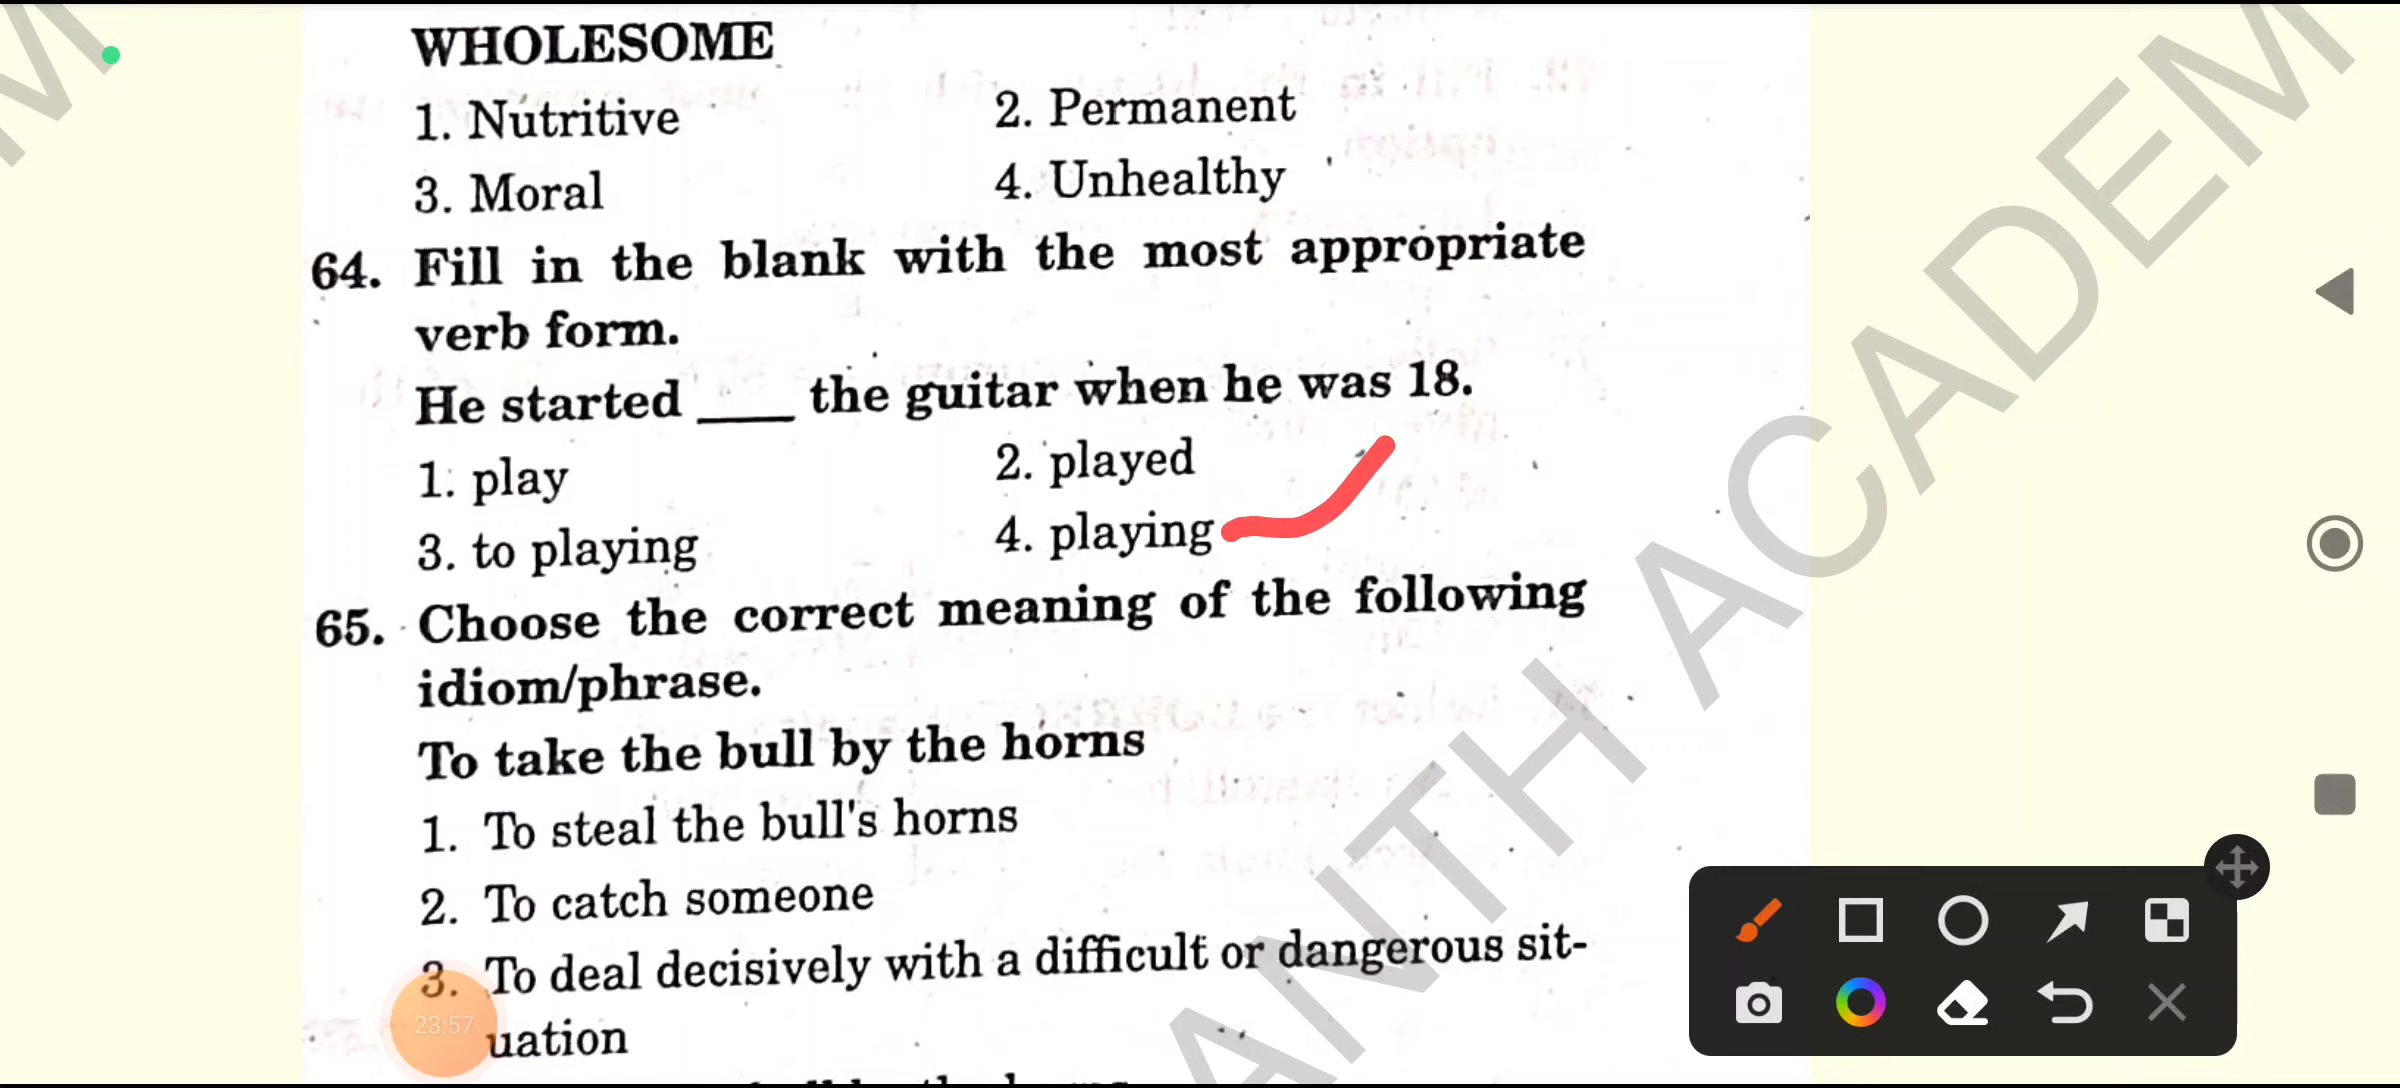 WHOLESOME
1. Nutritive 2. Permanent
3. Moral 4. Unhealthy
64. Fill in the blank with the most appropriate
verb form.
He started ____ the guitar when he was 18.
1. play 2. played
3. to playing 4. playing
65. Choose the correct meaning of the following
idiom/phrase.
To take the bull by the horns
1. To steal the bull's horns
2. To catch someone
3. To deal decisively with a difficult or dangerous sit-
uation
23:57
ANTH ACADEM
M